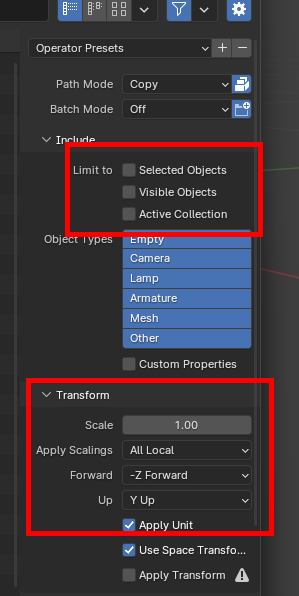 Operator Presets
Path Mode Copy
Batch Mode Off
Include
Limit to Selected Objects
Visible Objects
Active Collection
Object Types Empty
Camera
Lamp
Armature
Mesh
Other
Custom Properties
Transform
Scale 1.00
Apply Scalings All Local
Forward -Z Forward
Up Y Up
Apply Unit
Use Space Transfo...
Apply Transform